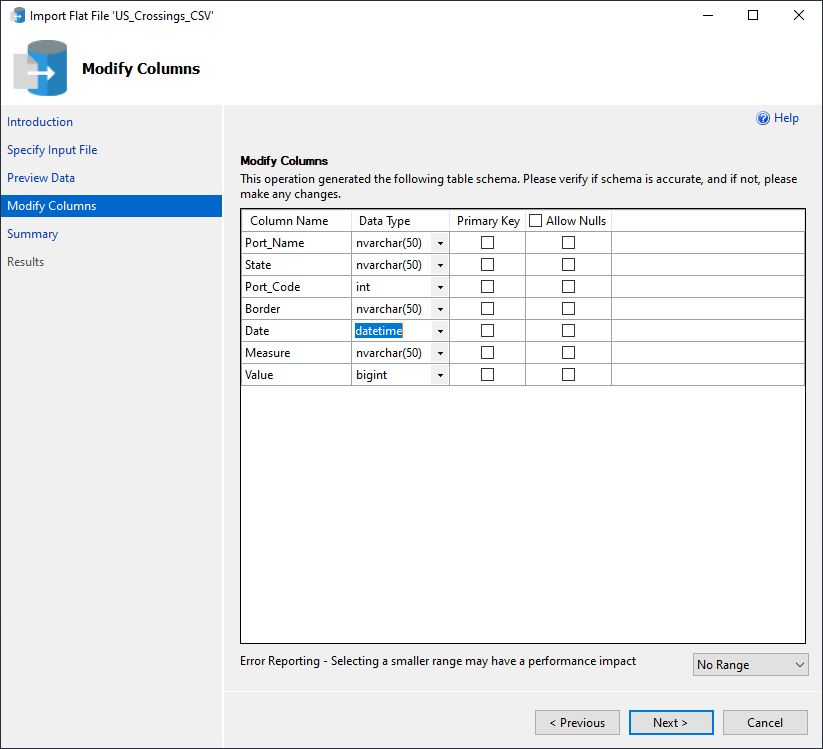 Import Flat File 'US_Crossings_CSV'
Modify Columns
Introduction
Specify Input File
Preview Data
Modify Columns
Summary
Results
Help
Modify Columns
This operation generated the following table schema. Please verify if schema is accurate, and if not, please
make any changes.
Column Name Data Type Primary Key Allow Nulls
Port_Name nvarchar(50)
State nvarchar(50)
Port_Code int
Border nvarchar(50)
Date datetime
Measure nvarchar(50)
Value bigint
Error Reporting - Selecting a smaller range may have a performance impact No Range
< Previous Next > Cancel